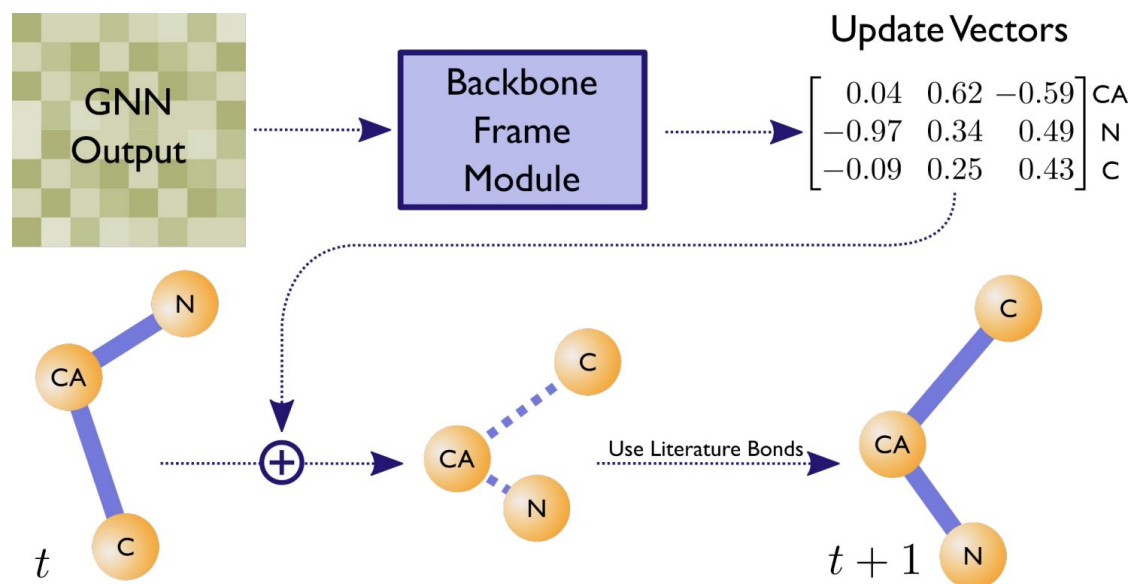 GNN
Output
Backbone
Frame
Module
Update Vectors
0.04 0.62 −0.59 CA
−0.97 0.34 0.49 N
−0.09 0.25 0.43 C
N
CA
C
t
+
C
CA
N
Use Literature Bonds
C
CA
N
t + 1